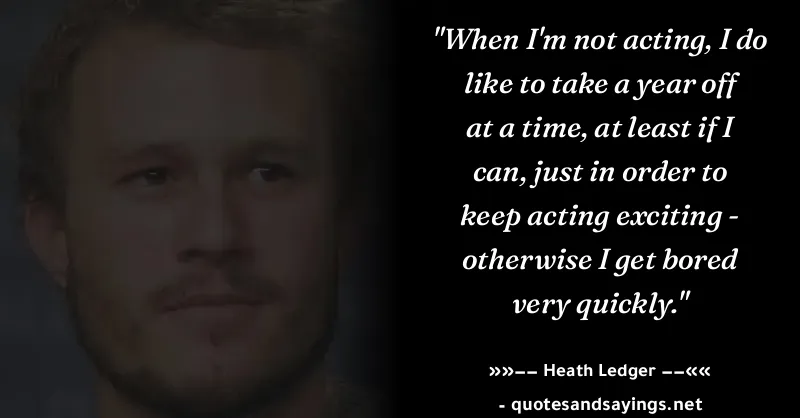 "When I'm not acting, I do
like to take a year off
at a time, at least if I
can, just in order to
keep acting exciting -
otherwise I get bored
very quickly."
»»–– Heath Ledger ––««
- quotesandsayings.net